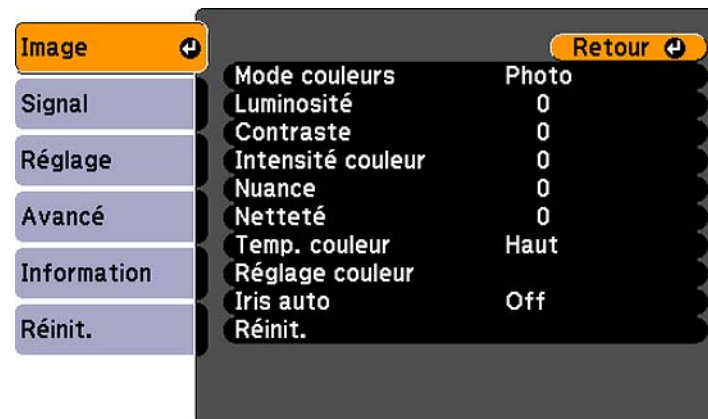 Image
Signal
Réglage
Avancé
Information
Réinit.
Retour
Mode couleurs Photo
Luminosité 0
Contraste 0
Intensité couleur 0
Nuance 0
Netteté 0
Temp. couleur Haut
Réglage couleur
Iris auto Off
Réinit.